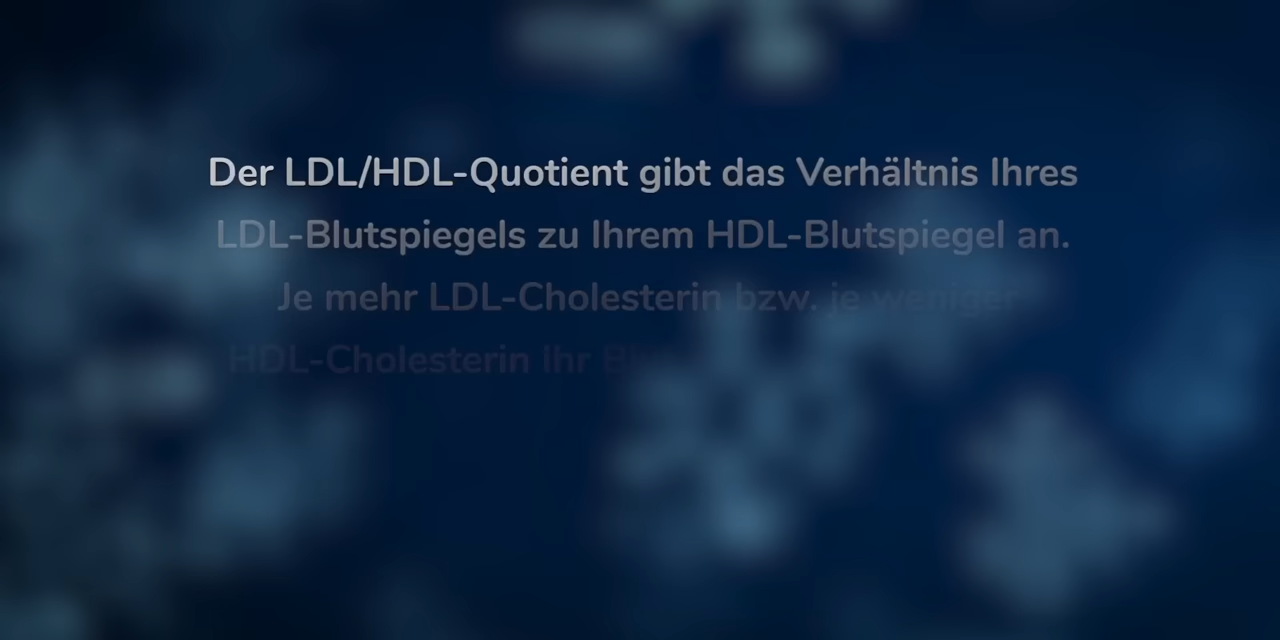 Der LDL/HDL-Quotient gibt das Verhältnis Ihres
LDL-Blutspiegels zu Ihrem HDL-Blutspiegel an.
Je mehr LDL-Cholesterin bzw. je weniger
HDL-Cholesterin Ihr